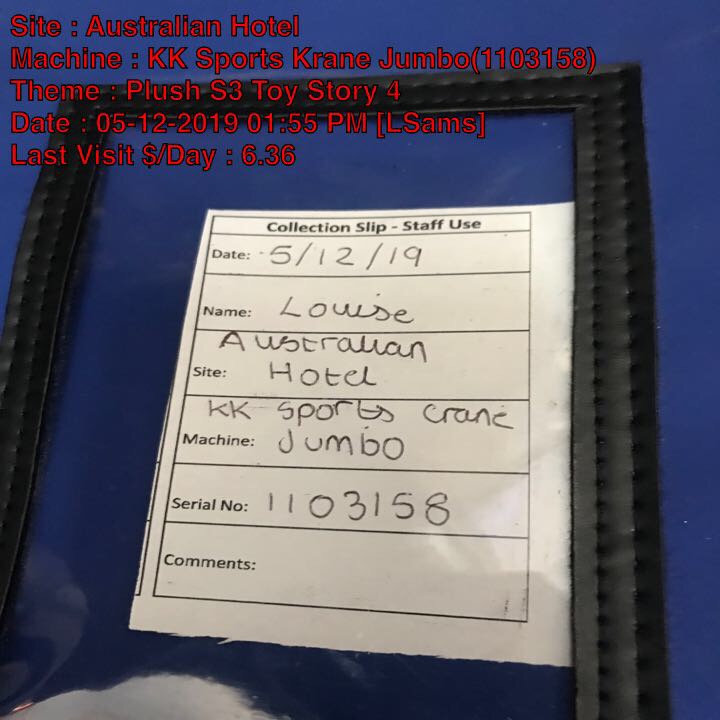 Site : Australian Hotel
Machine : KK Sports Krane Jumbo(1103158)
Theme : Plush S3 Toy Story 4
Date : 05-12-2019 01:55 PM [LSams]
Last Visit $/Day : 6.36
Collection Slip - Staff Use
Date: 5/12/19
Name: Louise
Australian
Site: Hotel
KK Sports Crane
Machine: Jumbo
Serial No: 1103158
Comments: